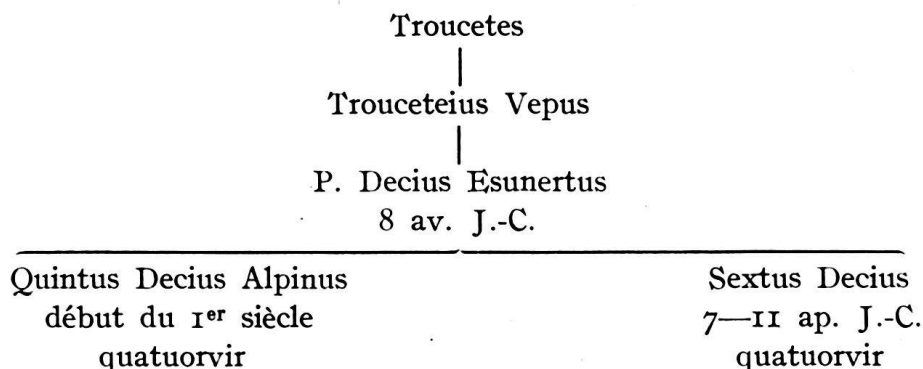 Troucetes
Trouceteius Vepus
P. Decius Esunertus
8 av. J.-C.
Quintus Decius Alpinus
début du Iᵉʳ siècle
quatuorvir
Sextus Decius
7—11 ap. J.-C.
quatuorvir